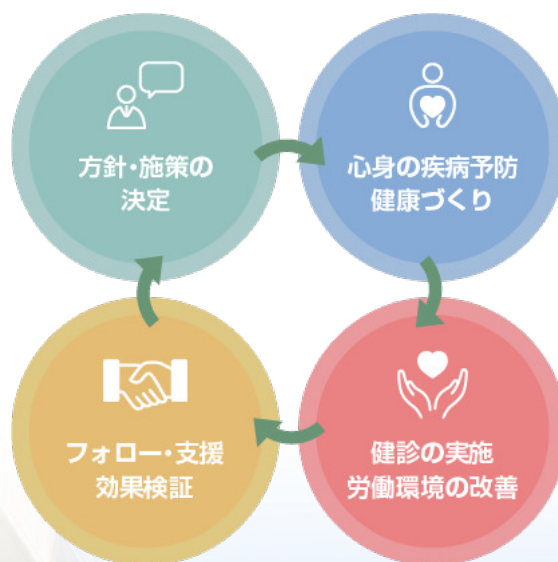 方針・施策の
決定
心身の疾病予防
健康づくり
健診の実施
労働環境の改善
フォロー・支援
効果検証